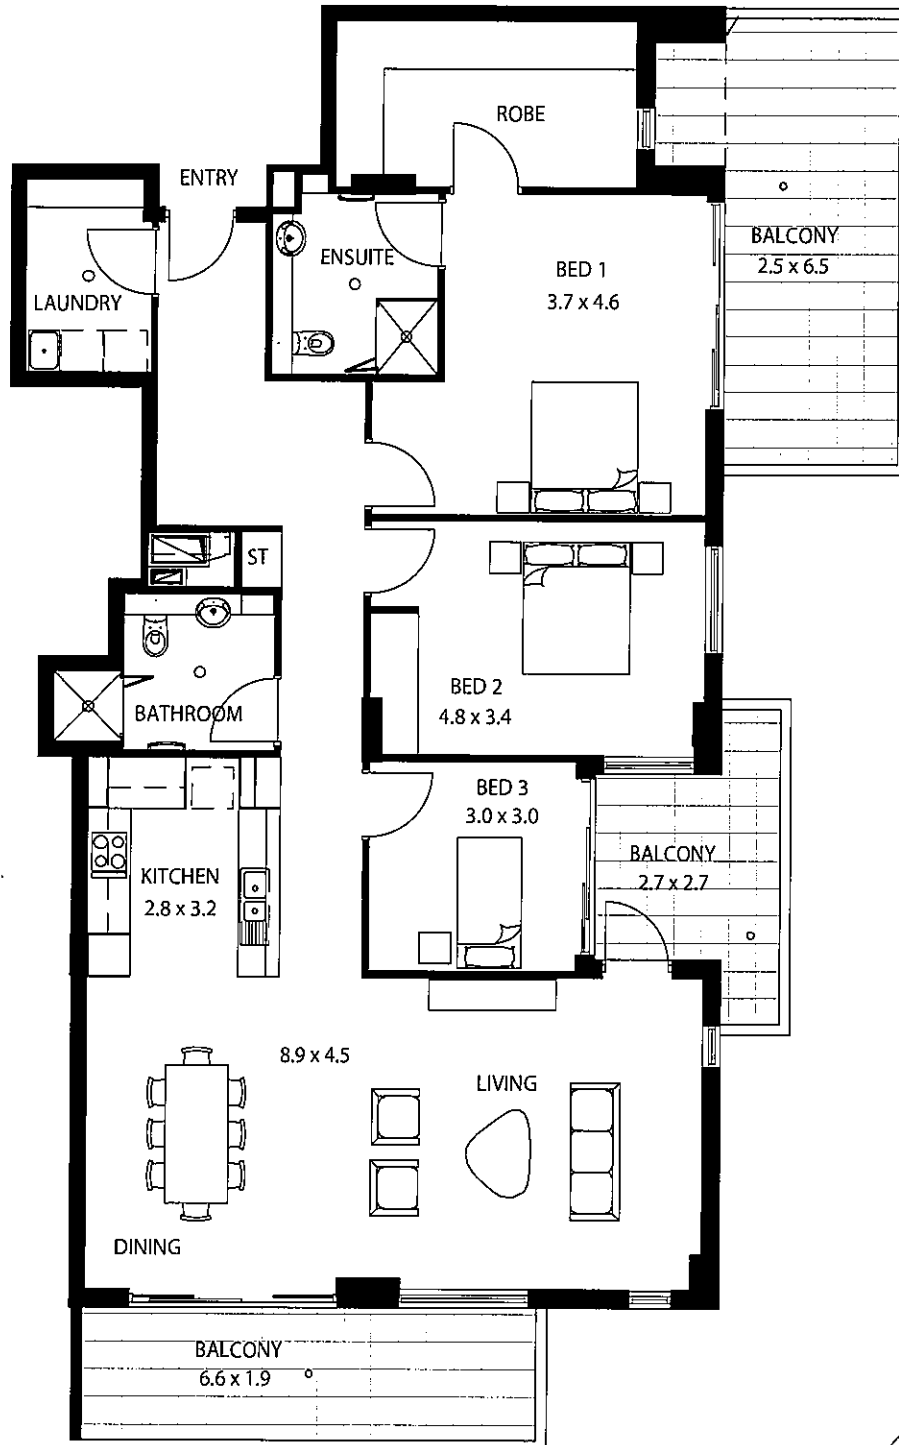 ROBE
ENTRY
ENSUITE
BED 1
3.7 x 4.6
BALCONY
2.5 x 6.5
LAUNDRY
ST
BED 2
4.8 x 3.4
BATHROOM
BED 3
3.0 x 3.0
BALCONY
2.7 x 2.7
KITCHEN
2.8 x 3.2
8.9 x 4.5
LIVING
DINING
BALCONY
6.6 x 1.9